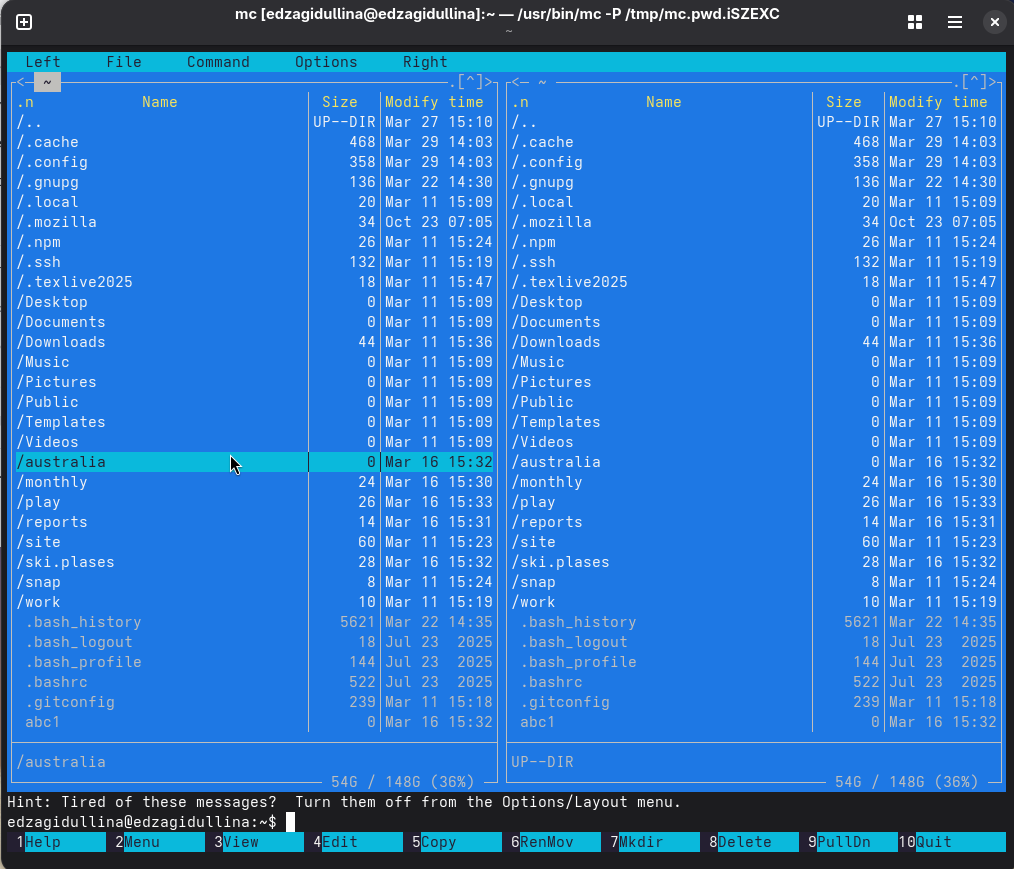 mc [edzagidullina@edzagidullina]:~ — /usr/bin/mc -P /tmp/mc.pwd.iSZEXC
~
Left File Command Options Right
<─ ~ .[^]> <─ ~ .[^]>
.n Name Size Modify time .n Name Size Modify time
/.. UP--DIR Mar 27 15:10 /.. UP--DIR Mar 27 15:10
/.cache 468 Mar 29 14:03 /.cache 468 Mar 29 14:03
/.config 358 Mar 29 14:03 /.config 358 Mar 29 14:03
/.gnupg 136 Mar 22 14:30 /.gnupg 136 Mar 22 14:30
/.local 20 Mar 11 15:09 /.local 20 Mar 11 15:09
/.mozilla 34 Oct 23 07:05 /.mozilla 34 Oct 23 07:05
/.npm 26 Mar 11 15:24 /.npm 26 Mar 11 15:24
/.ssh 132 Mar 11 15:19 /.ssh 132 Mar 11 15:19
/.texlive2025 18 Mar 11 15:47 /.texlive2025 18 Mar 11 15:47
/Desktop 0 Mar 11 15:09 /Desktop 0 Mar 11 15:09
/Documents 0 Mar 11 15:09 /Documents 0 Mar 11 15:09
/Downloads 44 Mar 11 15:36 /Downloads 44 Mar 11 15:36
/Music 0 Mar 11 15:09 /Music 0 Mar 11 15:09
/Pictures 0 Mar 11 15:09 /Pictures 0 Mar 11 15:09
/Public 0 Mar 11 15:09 /Public 0 Mar 11 15:09
/Templates 0 Mar 11 15:09 /Templates 0 Mar 11 15:09
/Videos 0 Mar 11 15:09 /Videos 0 Mar 11 15:09
/australia 0 Mar 16 15:32 /australia 0 Mar 16 15:32
/monthly 24 Mar 16 15:30 /monthly 24 Mar 16 15:30
/play 26 Mar 16 15:33 /play 26 Mar 16 15:33
/reports 14 Mar 16 15:31 /reports 14 Mar 16 15:31
/site 60 Mar 11 15:23 /site 60 Mar 11 15:23
/ski.plases 28 Mar 16 15:32 /ski.plases 28 Mar 16 15:32
/snap 8 Mar 11 15:24 /snap 8 Mar 11 15:24
/work 10 Mar 11 15:19 /work 10 Mar 11 15:19
.bash_history 5621 Mar 22 14:35 .bash_history 5621 Mar 22 14:35
.bash_logout 18 Jul 23 2025 .bash_logout 18 Jul 23 2025
.bash_profile 144 Jul 23 2025 .bash_profile 144 Jul 23 2025
.bashrc 522 Jul 23 2025 .bashrc 522 Jul 23 2025
.gitconfig 239 Mar 11 15:18 .gitconfig 239 Mar 11 15:18
abc1 0 Mar 16 15:32 abc1 0 Mar 16 15:32
/australia UP--DIR
54G / 148G (36%) 54G / 148G (36%)
Hint: Tired of these messages?  Turn them off from the Options/Layout menu.
edzagidullina@edzagidullina:~$
1Help 2Menu 3View 4Edit 5Copy 6RenMov 7Mkdir 8Delete 9PullDn 10Quit